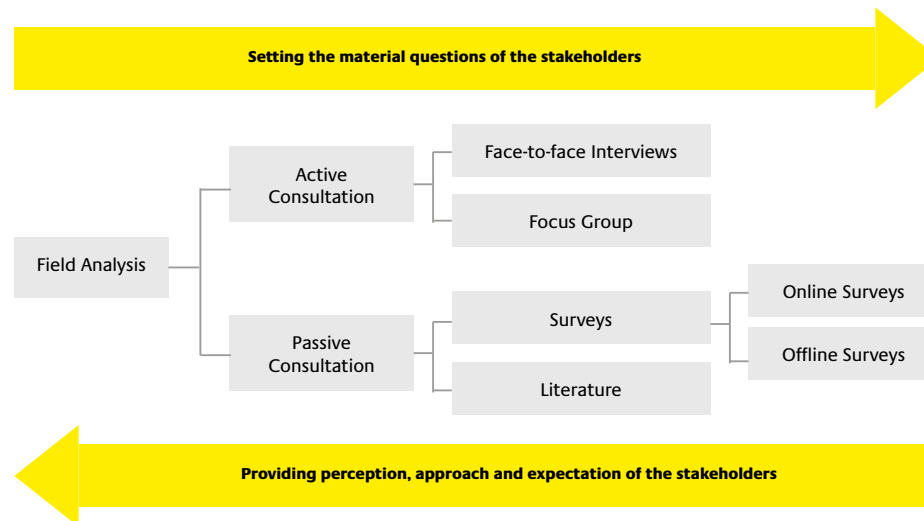 Setting the material questions of the stakeholders
Face-to-face Interviews
Active
Consultation
Focus Group
Field Analysis
Online Surveys
Surveys
Passive
Consultation
Offline Surveys
Literature
Providing perception, approach and expectation of the stakeholders